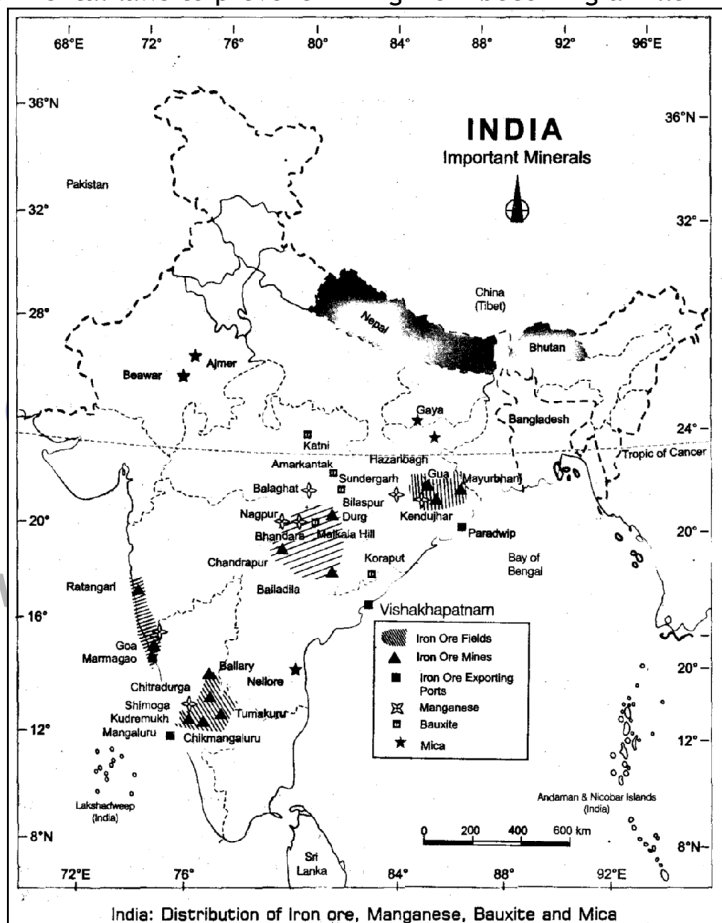 68°E 72°E 76° 80° 84° 88°E 92°E 96°E
36°N
36°N
INDIA
Important Minerals
Pakistan
32°
32°
China
(Tibet)
28°
28°
Nepal
Bhutan
Ajmer
Beawar
Gaya
Bangladesh
24°
24°
Katni
Tropic of Cancer
Hazaribagh
Amarkantak
Gua
Sundergarh
Mayurbhanj
Balaghat
Bilaspur
Nagpur
Durg
Kendujhar
20°
20°
Bhandara
Maikala Hill
Paradwip
Chandrapur
Koraput
Bay of
Bengal
Bailadila
Ratangari
16°
Vishakhapatnam
Iron Ore Fields
Goa
Iron Ore Mines
Marmagao
Ballary
20°
Iron Ore Exporting
Ports
Nellore
Chitradurga
Manganese
Shimoga
Tumakuru
Bauxite
12°
Kudremukh
12°
Mangaluru
Chikmangaluru
Mica
Lakshadweep
(India)
Andaman & Nicobar Islands
(India)
0 200 400 600 km
8°N
8°N
Sri
Lanka
72°E 76° 80° 84° 88° 92°E
India: Distribution of Iron ore, Manganese, Bauxite and Mica